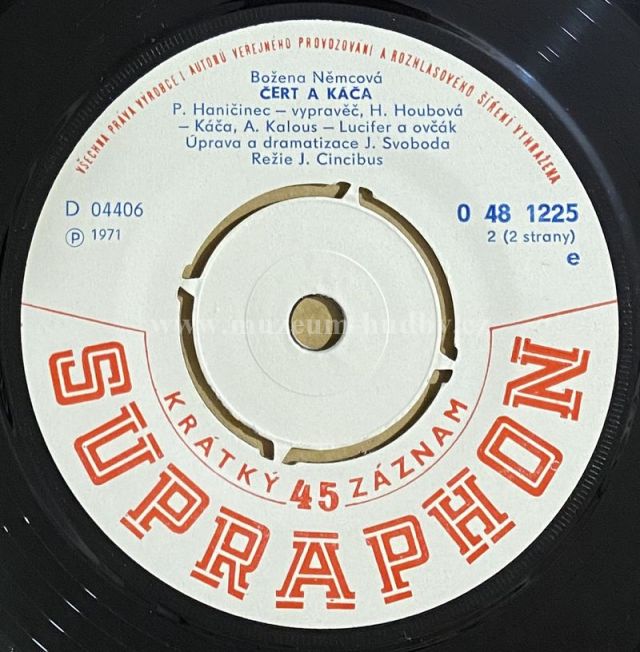 VŠECHNA PRÁVA VÝROBCE I AUTORŮ VEREJNÉHO PROVOZOVÁNÍ A ROZHLASOVÉHO ŠÍŘENÍ VYHRAŽENA
Božena Němcová
ČERT A KÁČA
P. Haničinec – vypravěč, H. Houbová
– Káča, A. Kalous – Lucifer a ovčák
Úprava a dramatizace J. Svoboda
Režie J. Cincibus
D 04406
Ⓟ 1971
0 48 1225
2 (2 strany)
e
www.muzeum-hudby.cz
KRÁTKÝ 45 ZÁZNAM
SUPRAPHON